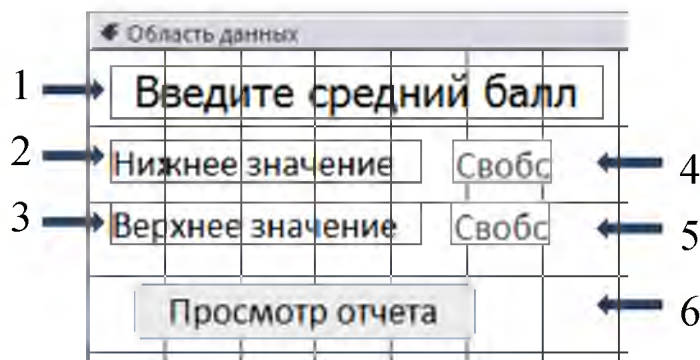 Область данных
1 Введите средний балл
2 Нижнее значение Свобс 4
3 Верхнее значение Свобс 5
Просмотр отчета 6